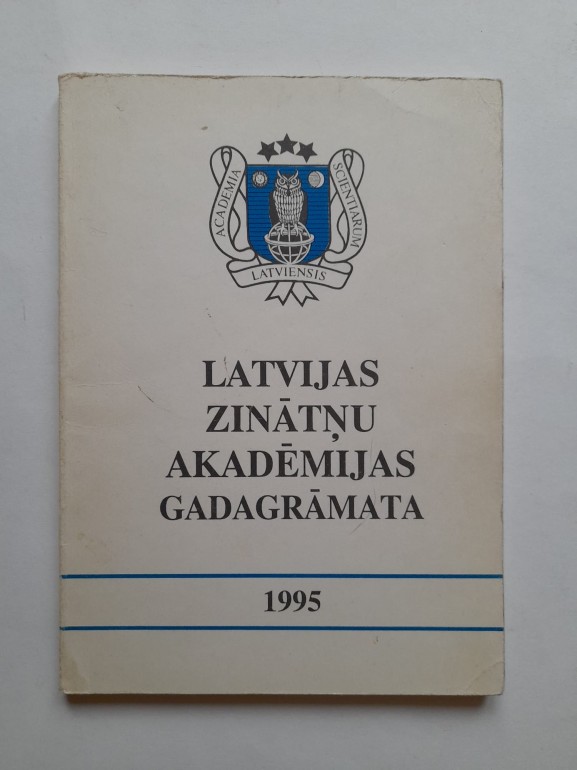 ACADEMIA SCIENTIARUM
LATVIENSIS
LATVIJAS
ZINĀTŅU
AKADĒMIJAS
GADAGRĀMATA
1995